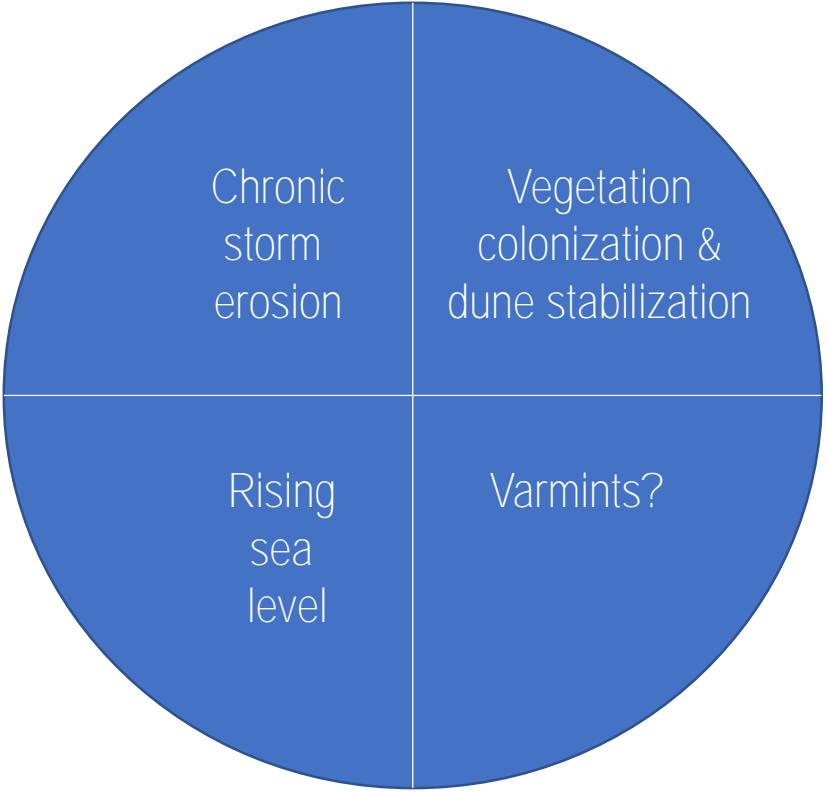 Chronic
storm
erosion
Vegetation
colonization &
dune stabilization
Rising
sea
level
Varmints?